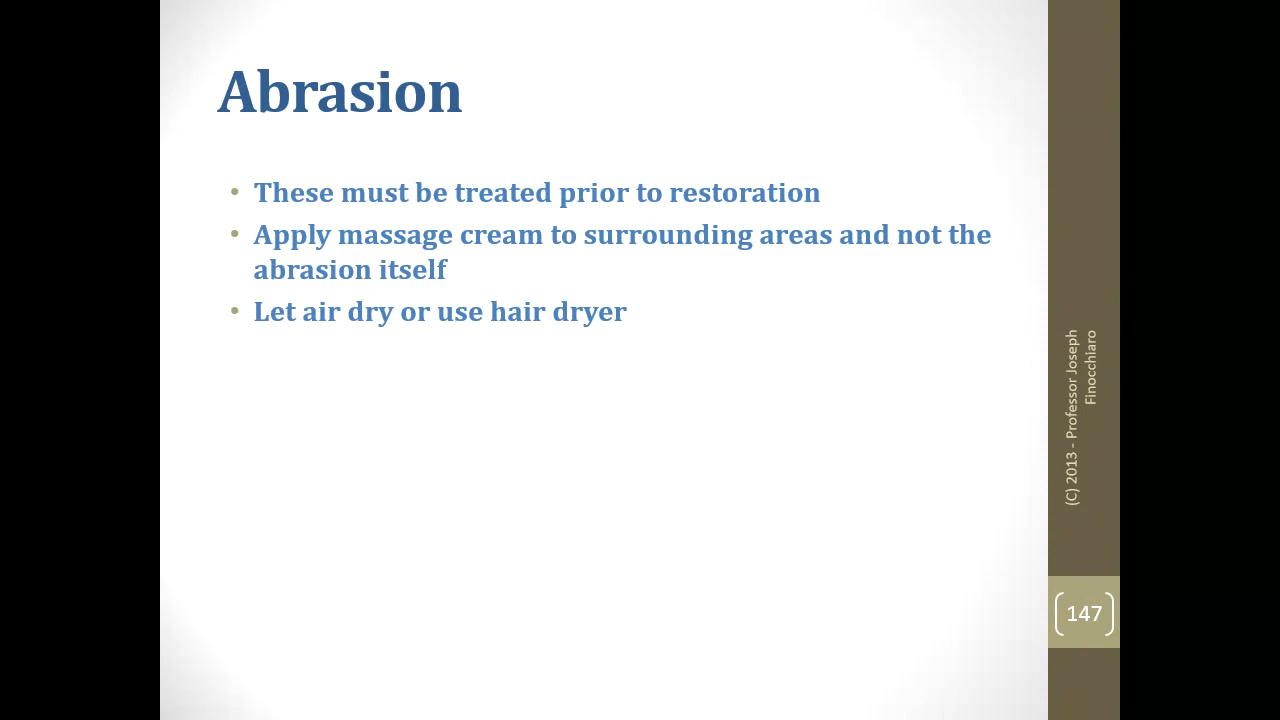 Abrasion
• These must be treated prior to restoration
• Apply massage cream to surrounding areas and not the
abrasion itself
• Let air dry or use hair dryer
(C) 2013 - Professor Joseph
Finocchiaro
147